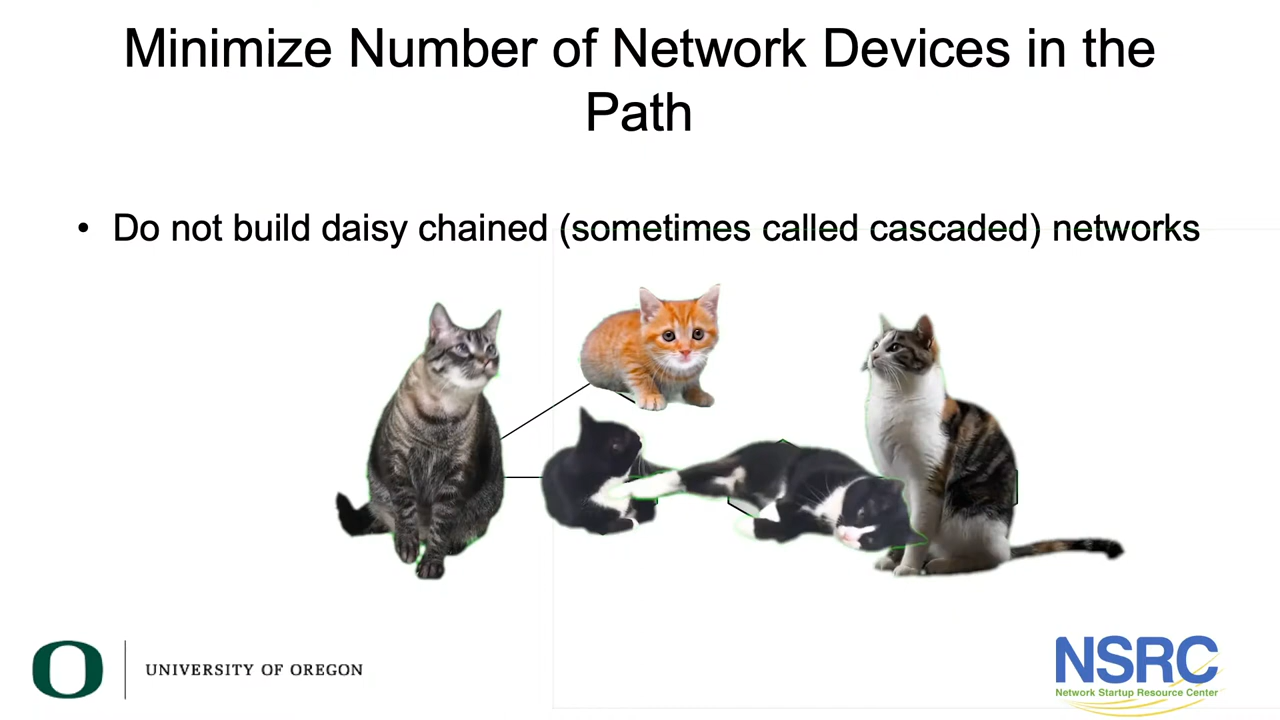 Minimize Number of Network Devices in the
Path
• Do not build daisy chained (sometimes called cascaded) networks
O
UNIVERSITY OF OREGON
NSRC
Network Startup Resource Center